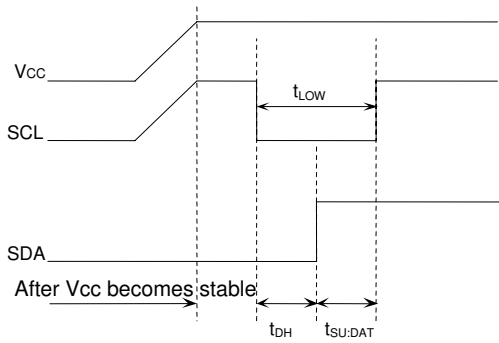 VCC
tLOW
SCL
SDA
After Vcc becomes stable
tDH
tSU:DAT